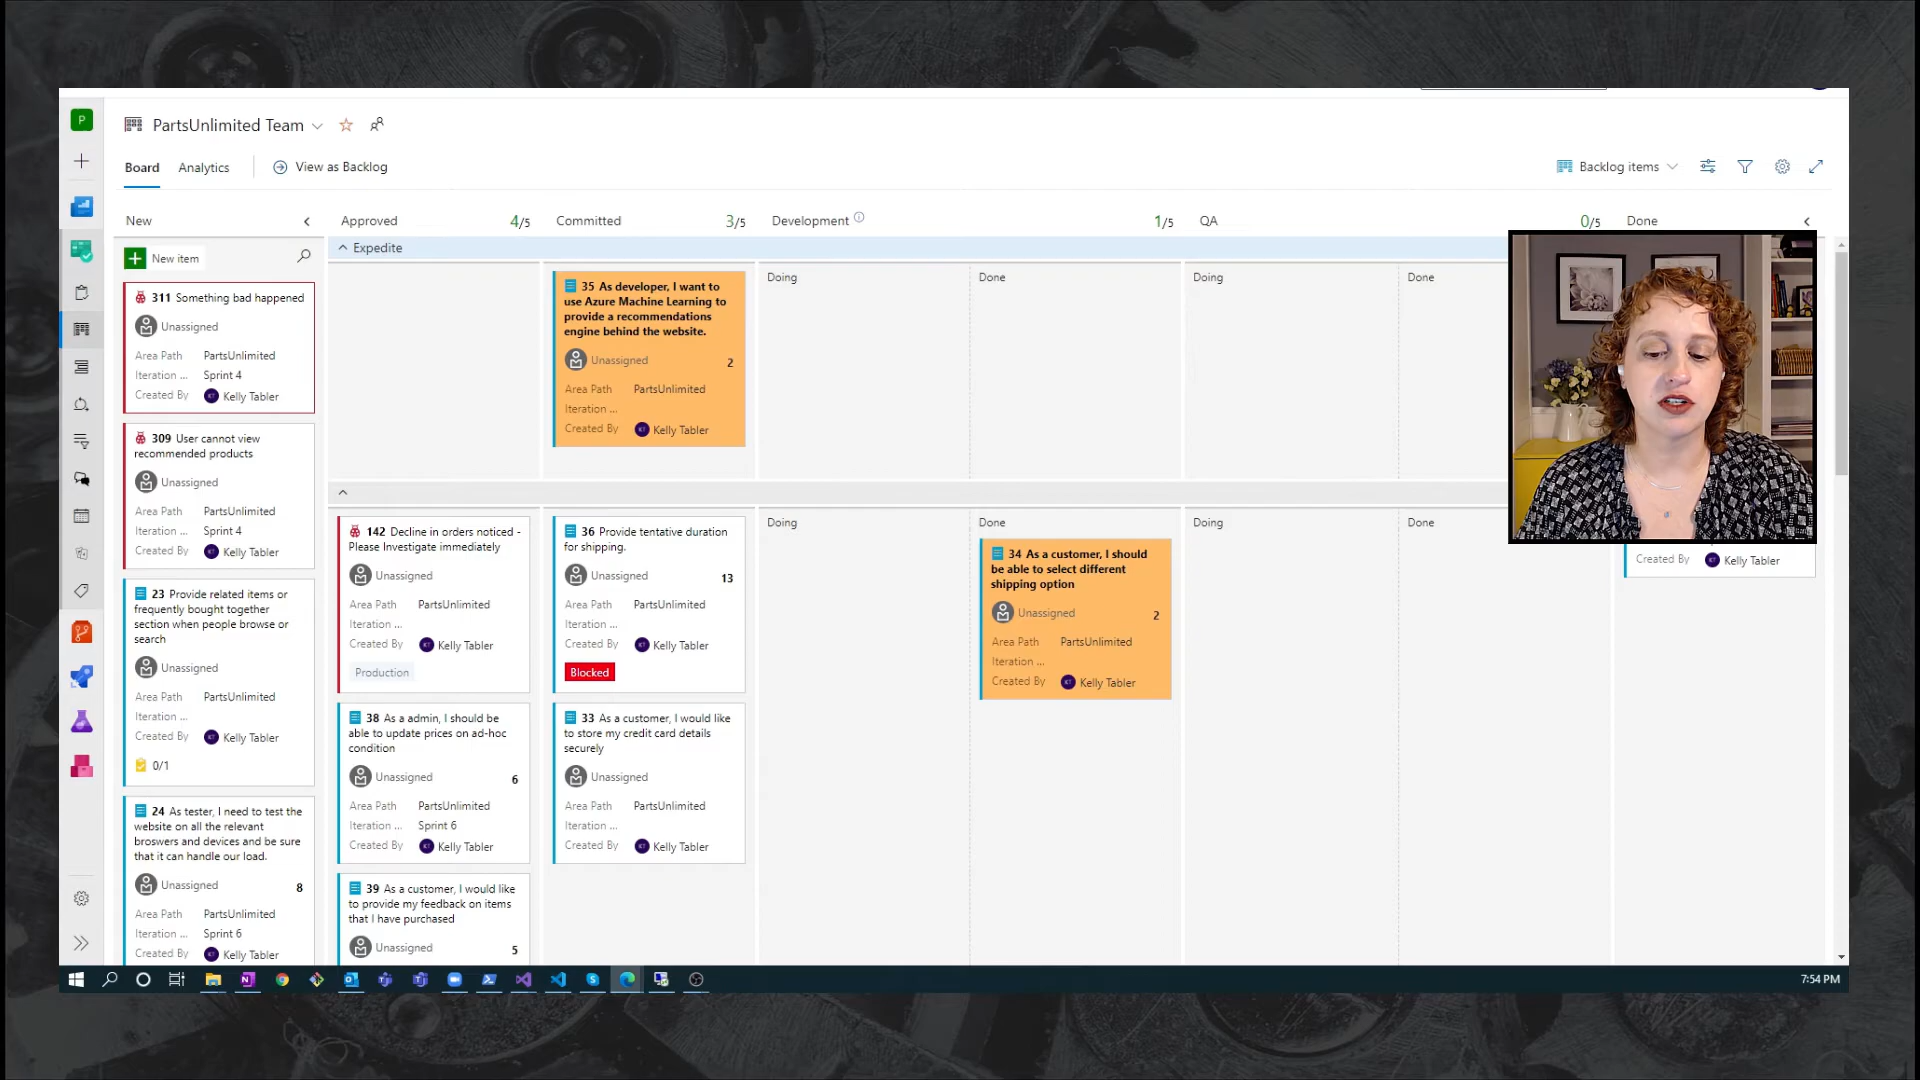 P
PartsUnlimited Team
Board
Analytics
View as Backlog
Backlog items
New
Approved
4/5
Committed
3/5
Development
1/5
QA
0/5
Done
New item
311 Something bad happened
Unassigned
Area Path PartsUnlimited
Iteration ... Sprint 4
Created By KT Kelly Tabler
309 User cannot view
recommended products
Unassigned
Area Path PartsUnlimited
Iteration ... Sprint 4
Created By KT Kelly Tabler
23 Provide related items or
frequently bought together
section when people browse or
search
Unassigned
Area Path PartsUnlimited
Iteration ...
Created By KT Kelly Tabler
0/1
24 As tester, I need to test the
website on all the relevant
broswers and devices and be sure
that it can handle our load.
Unassigned 8
Area Path PartsUnlimited
Iteration ... Sprint 6
Created By KT Kelly Tabler
Expedite
35 As developer, I want to
use Azure Machine Learning to
provide a recommendations
engine behind the website.
Unassigned 2
Area Path PartsUnlimited
Iteration ...
Created By KT Kelly Tabler
Doing
Done
Doing
Done
142 Decline in orders noticed -
Please Investigate immediately
Unassigned
Area Path PartsUnlimited
Iteration ...
Created By KT Kelly Tabler
Production
38 As a admin, I should be
able to update prices on ad-hoc
condition
Unassigned 6
Area Path PartsUnlimited
Iteration ... Sprint 6
Created By KT Kelly Tabler
39 As a customer, I would like
to provide my feedback on items
that I have purchased
Unassigned 5
36 Provide tentative duration
for shipping.
Unassigned 13
Area Path PartsUnlimited
Iteration ...
Created By KT Kelly Tabler
Blocked
33 As a customer, I would like
to store my credit card details
securely
Unassigned
Area Path PartsUnlimited
Iteration ...
Created By KT Kelly Tabler
Doing
Done
34 As a customer, I should
be able to select different
shipping option
Unassigned 2
Area Path PartsUnlimited
Iteration ...
Created By KT Kelly Tabler
Doing
Done
Created By KT Kelly Tabler
7:54 PM